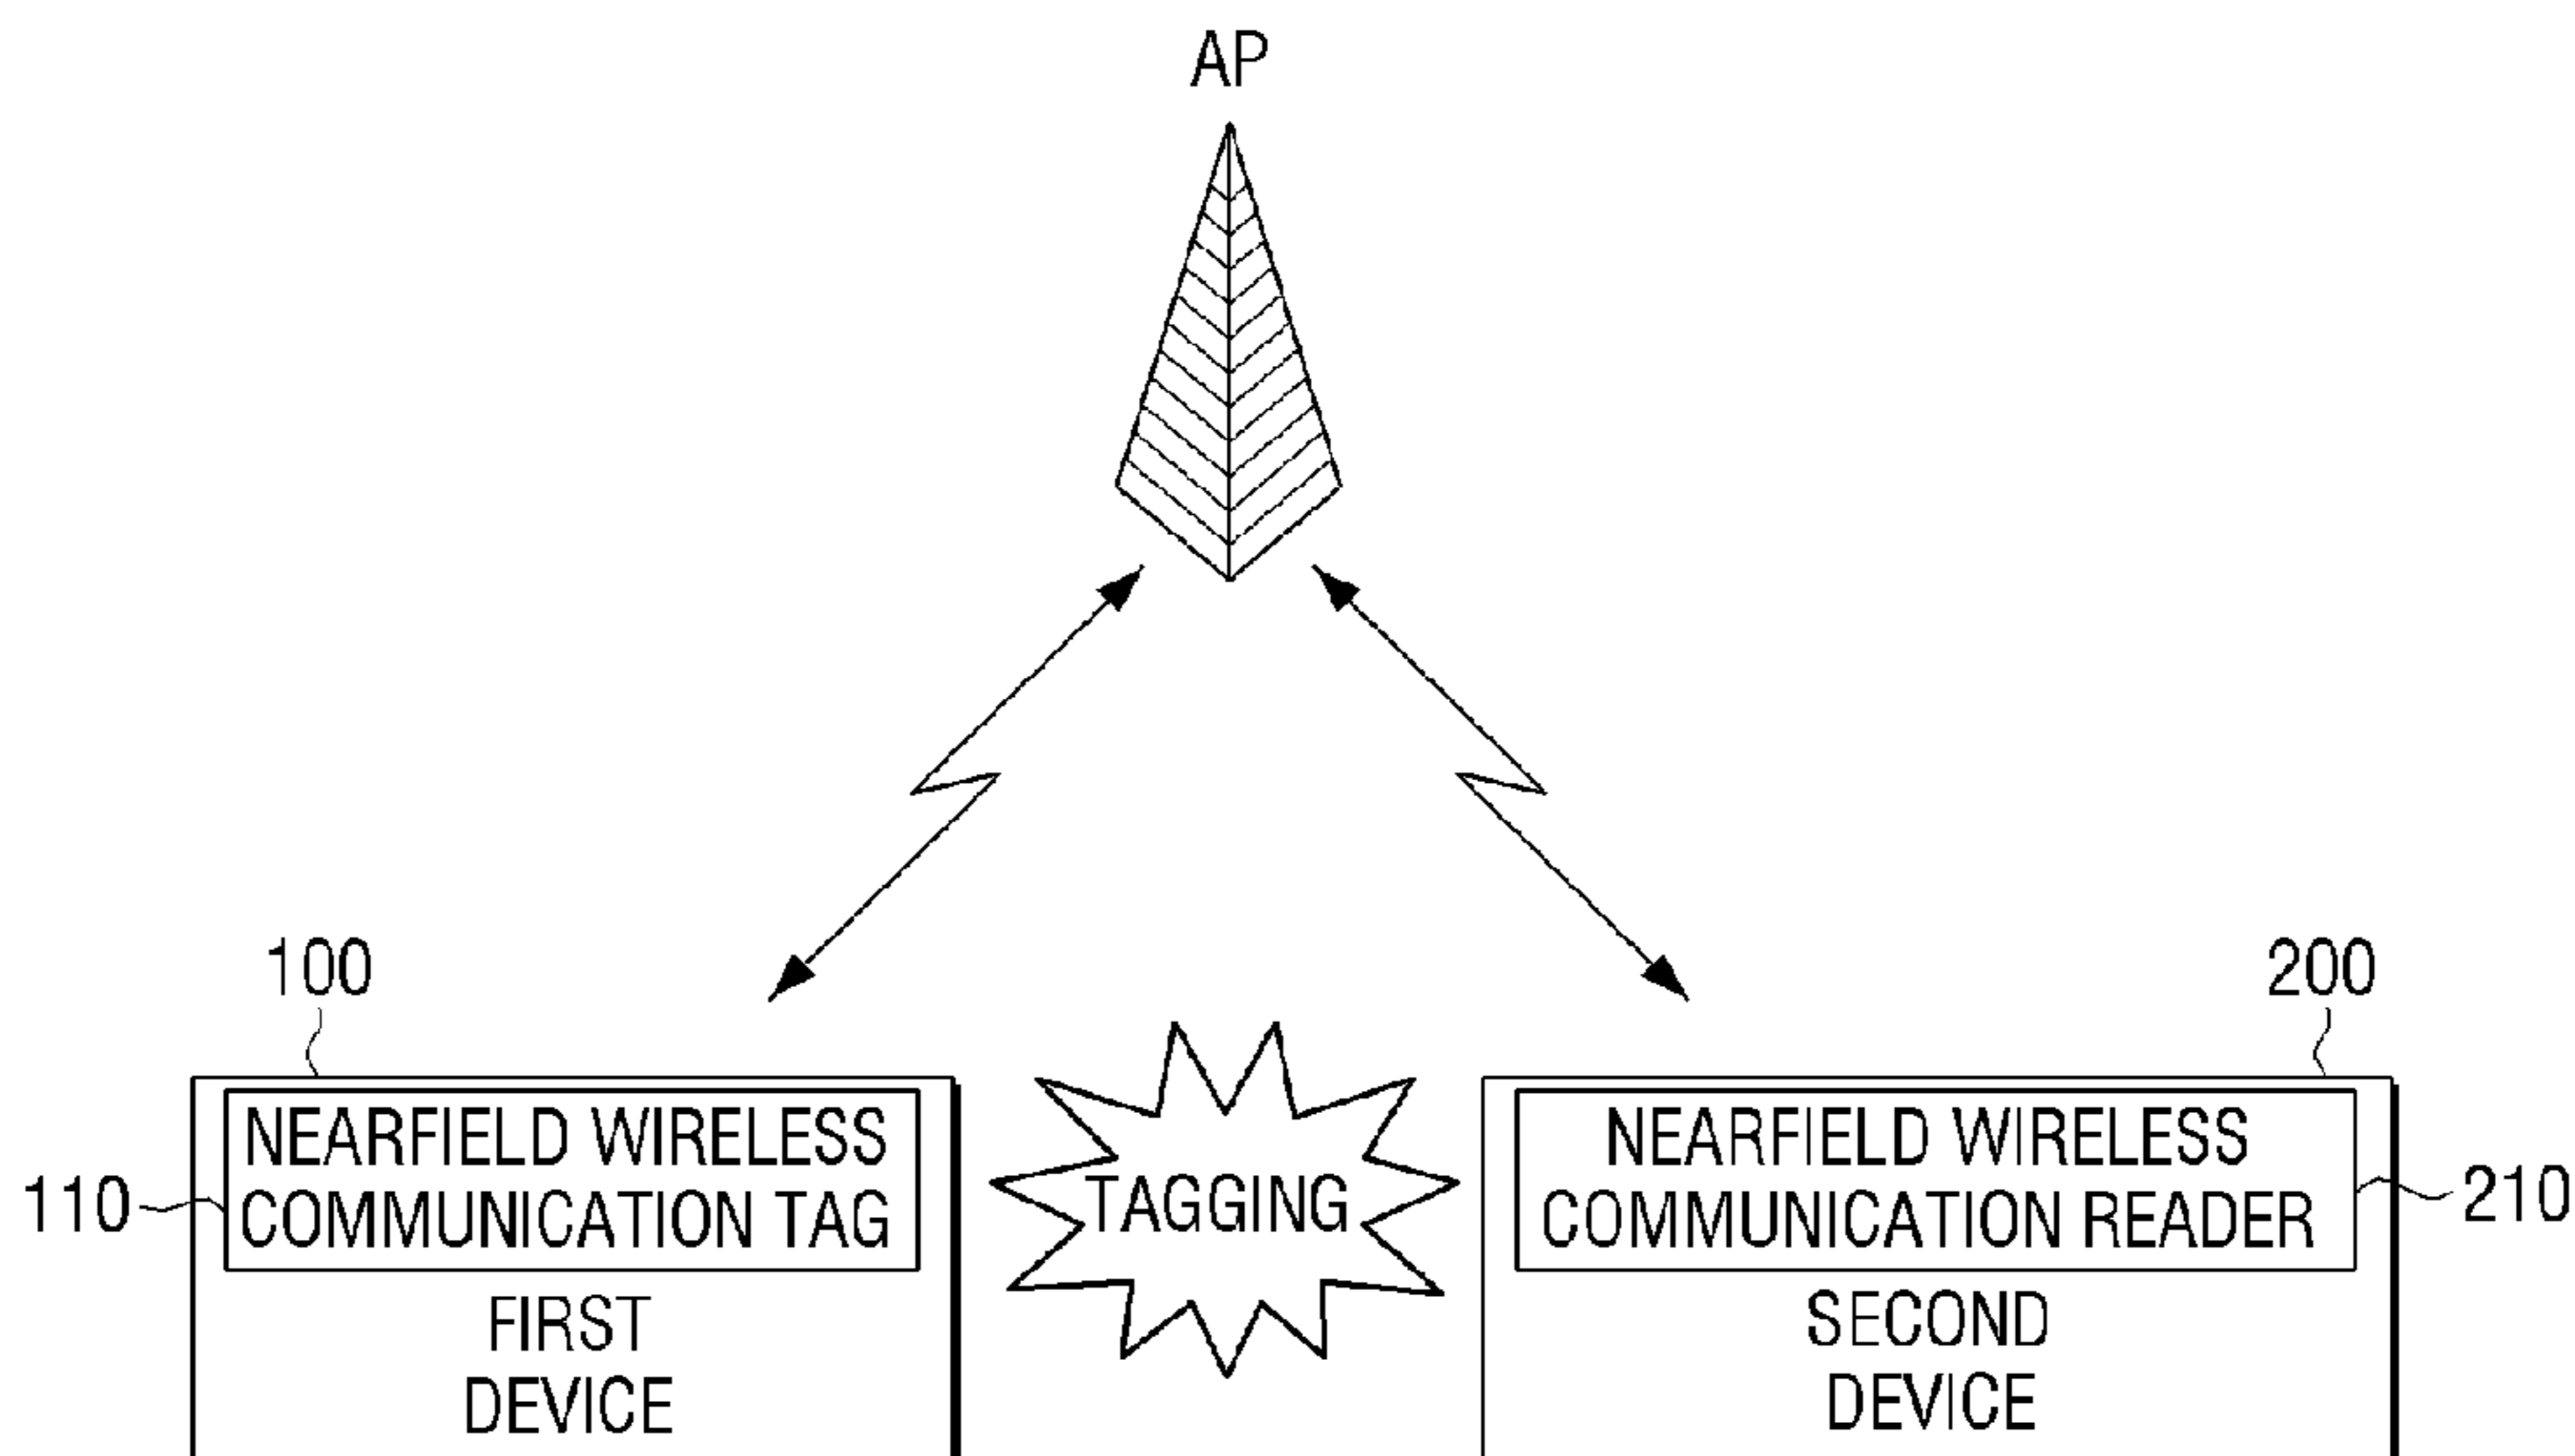 AP
100
200
NEARFIELD WIRELESS
COMMUNICATION TAG
110
TAGGING
NEARFIELD WIRELESS
COMMUNICATION READER
210
FIRST
DEVICE
SECOND
DEVICE